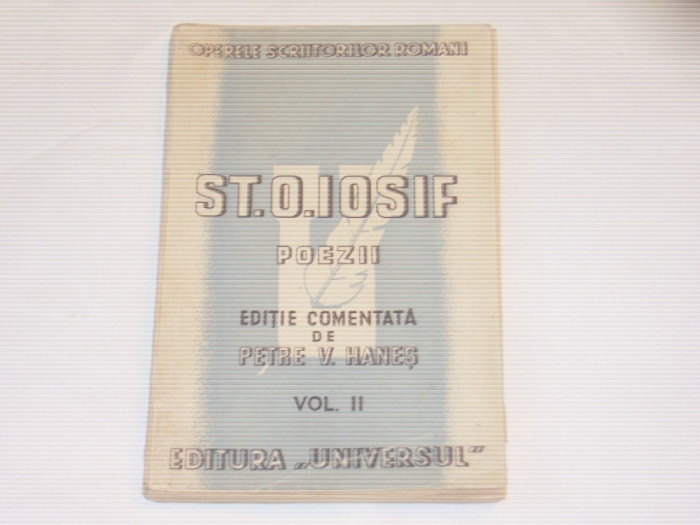 OPERELE SCRIITORILOR ROMANI
ST.O.IOSIF
POEZII
EDIȚIE COMENTATĂ
DE
PETRE V. HANEȘ
VOL. II
EDITURA „UNIVERSUL"